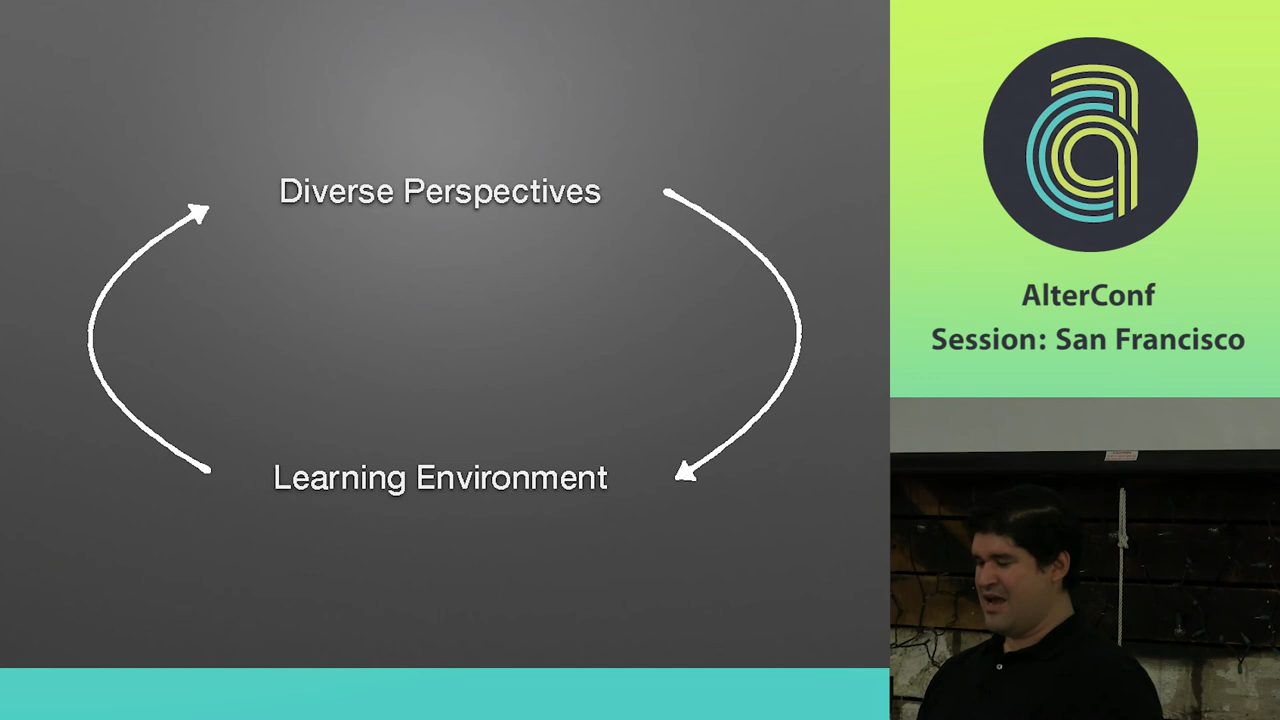 Diverse Perspectives
Learning Environment
AlterConf
Session: San Francisco